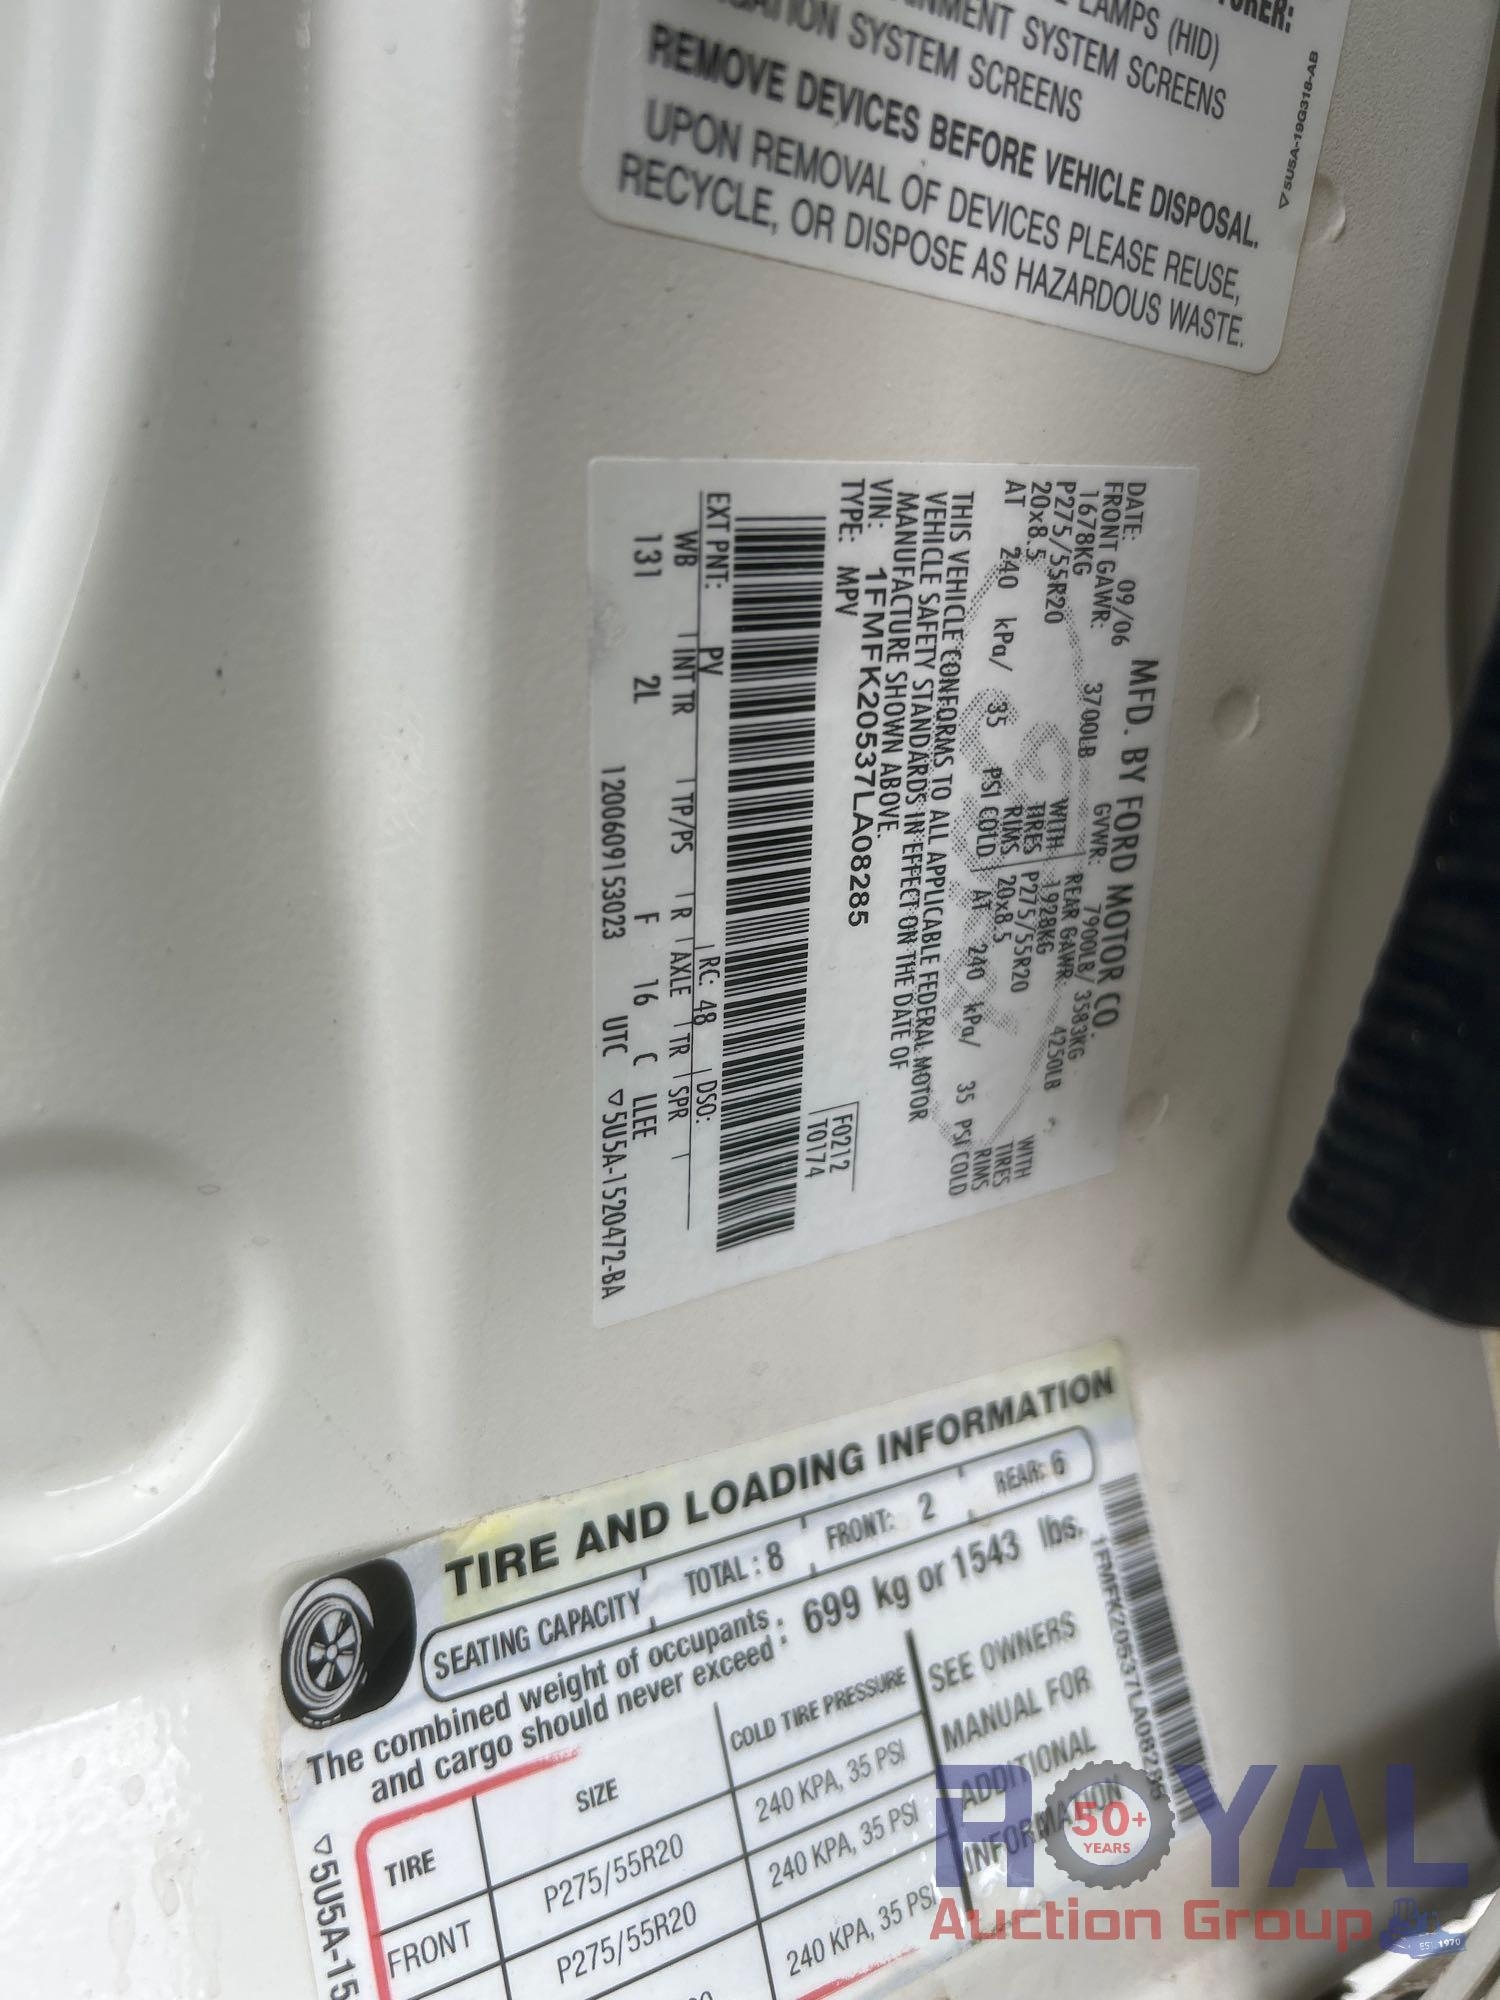 TURER:
LAMPS (HID)
NMENT SYSTEM SCREENS
GATION SYSTEM SCREENS
REMOVE DEVICES BEFORE VEHICLE DISPOSAL.
UPON REMOVAL OF DEVICES PLEASE REUSE,
RECYCLE, OR DISPOSE AS HAZARDOUS WASTE.
▽5U5A-19G318-AB
MFD. BY FORD MOTOR CO.
DATE: 09/06 GVWR: 7900LB/ 3583KG
FRONT GAWR: 3700LB REAR GAWR: 4250LB
1678KG WITH 1928KG WITH
P275/55R20 TIRES P275/55R20 TIRES
20x8.5 RIMS 20x8.5 RIMS
AT 240 kPa/ 35 PSI COLD AT 240 kPa/ 35 PSI COLD
THIS VEHICLE CONFORMS TO ALL APPLICABLE FEDERAL MOTOR
VEHICLE SAFETY STANDARDS IN EFFECT ON THE DATE OF
MANUFACTURE SHOWN ABOVE.
VIN: 1FMFK20537LA08285
TYPE: MPV
F0212
T0174
EXT PNT: PV RC: 48 DSO:
WB INT TR TP/PS R AXLE TR SPR
131 2L F 16 C LLEE
1200609153023 UTC ▽5U5A-1520472-BA
TIRE AND LOADING INFORMATION
SEATING CAPACITY TOTAL: 8 FRONT: 2 REAR: 6
The combined weight of occupants
and cargo should never exceed : 699 kg or 1543 lbs.
TIRE SIZE COLD TIRE PRESSURE
FRONT P275/55R20 240 KPA, 35 PSI
P275/55R20 240 KPA, 35 PSI
240 KPA, 35 PSI
SEE OWNERS
MANUAL FOR
ADDITIONAL
INFORMATION
▽5U5A-15
ROYAL
50+
YEARS
Auction Group
EST. 1970